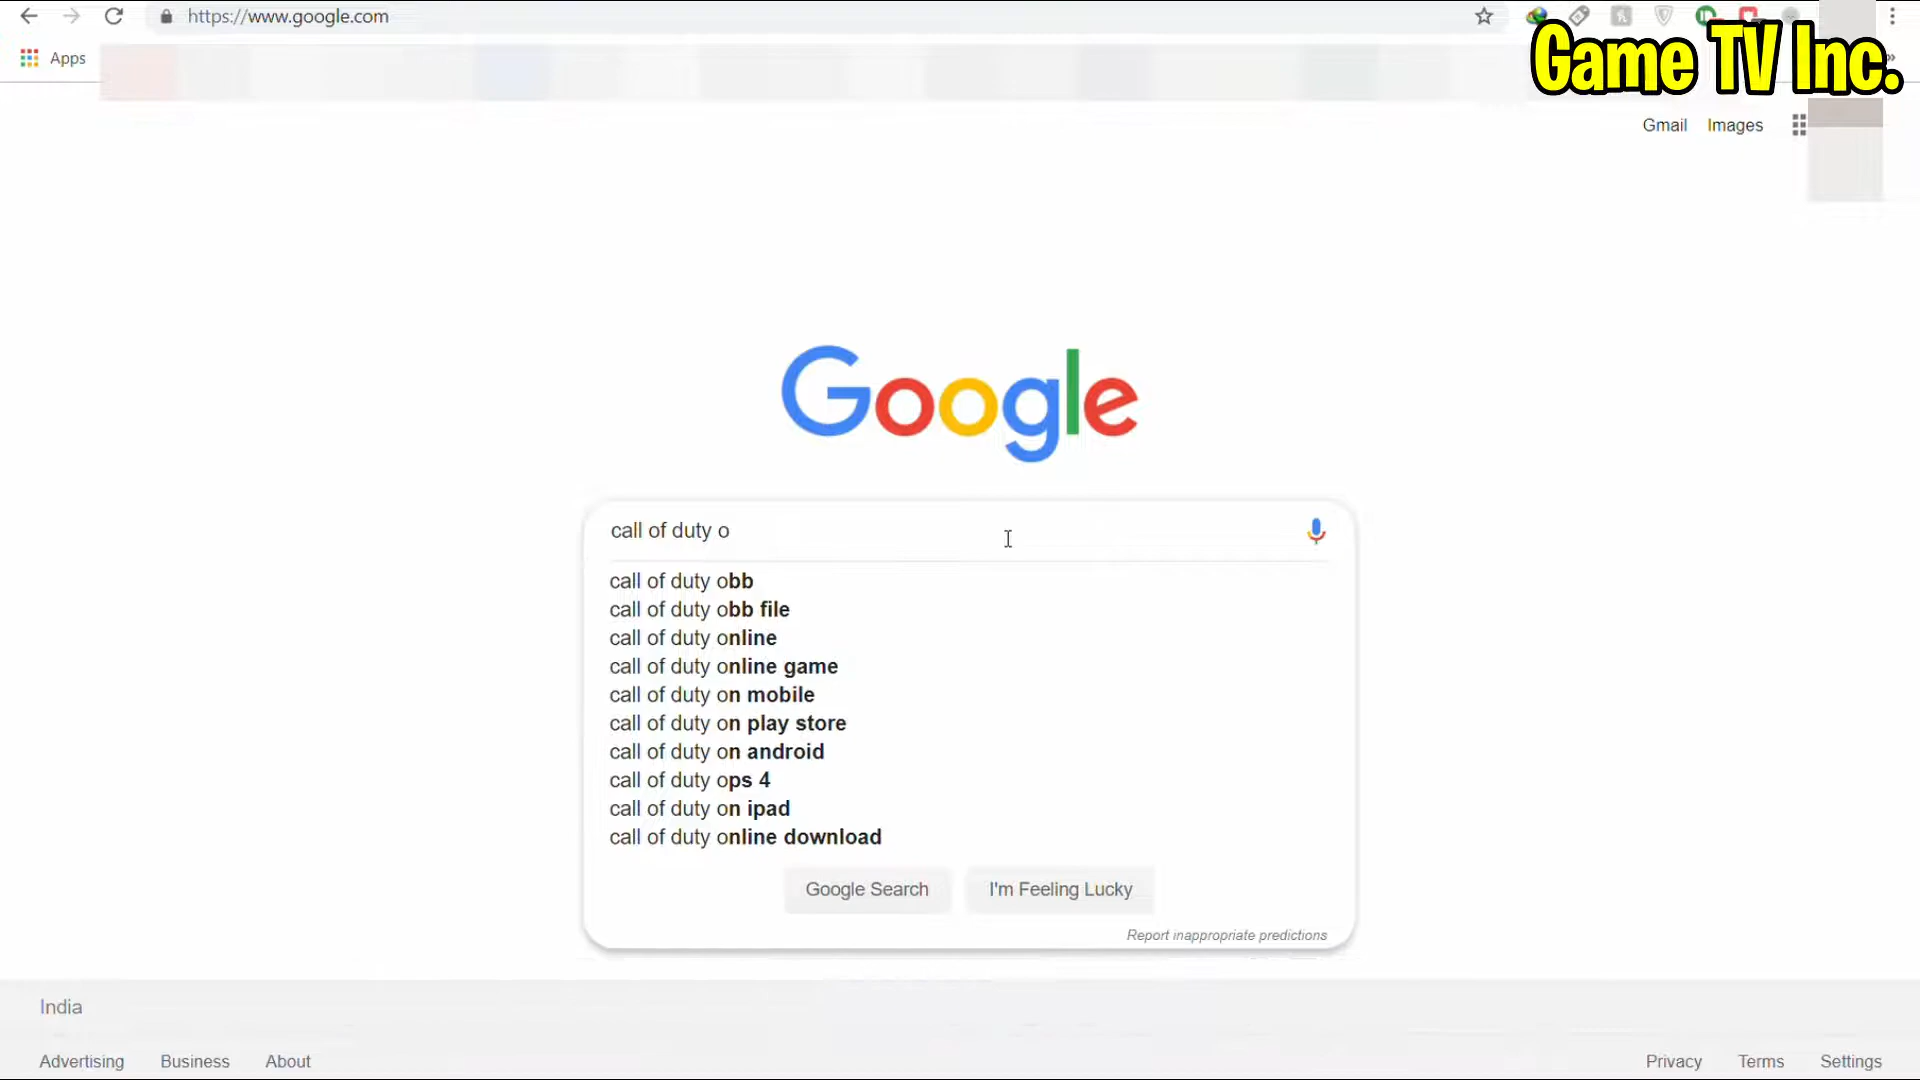 https://www.google.com
Game TV Inc.
Apps
Gmail Images
Google
call of duty o
call of duty obb
call of duty obb file
call of duty online
call of duty online game
call of duty on mobile
call of duty on play store
call of duty on android
call of duty ops 4
call of duty on ipad
call of duty online download
Google Search I'm Feeling Lucky
Report inappropriate predictions
India
Advertising Business About Privacy Terms Settings